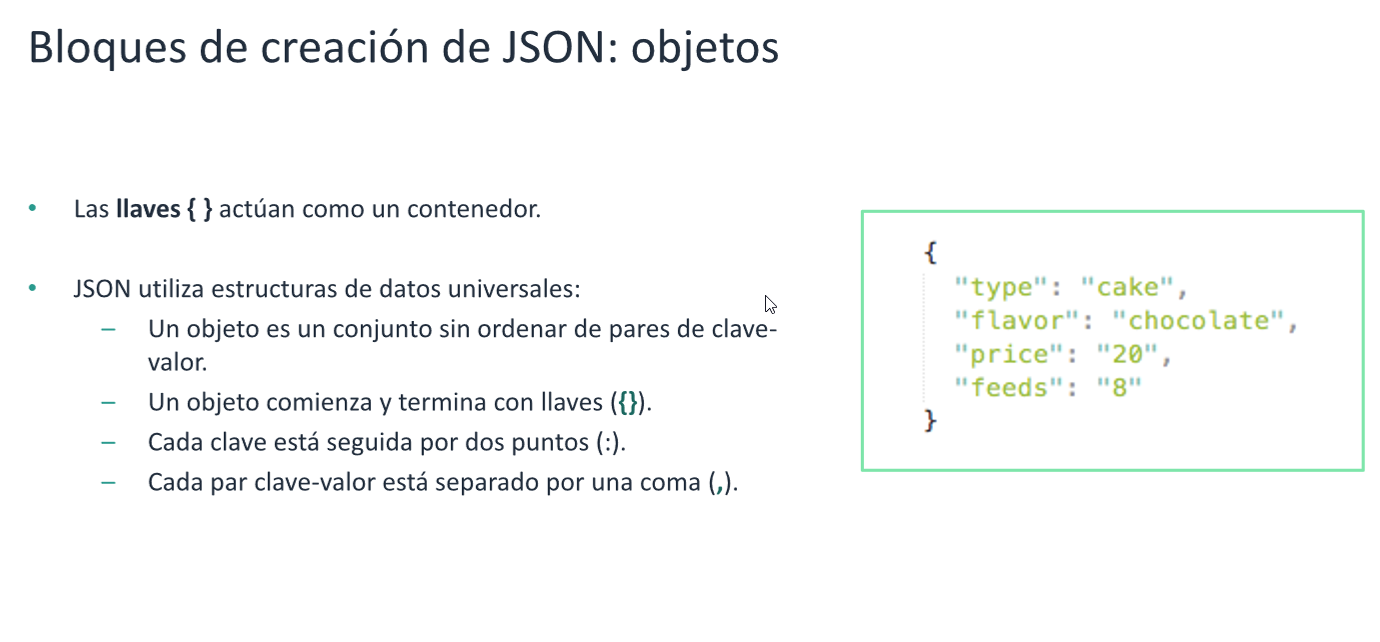 Bloques de creación de JSON: objetos
• Las llaves { } actúan como un contenedor.
• JSON utiliza estructuras de datos universales:
– Un objeto es un conjunto sin ordenar de pares de clave-
valor.
– Un objeto comienza y termina con llaves ({}).
– Cada clave está seguida por dos puntos (:).
– Cada par clave-valor está separado por una coma (,).
{
"type": "cake",
"flavor": "chocolate",
"price": "20",
"feeds": "8"
}